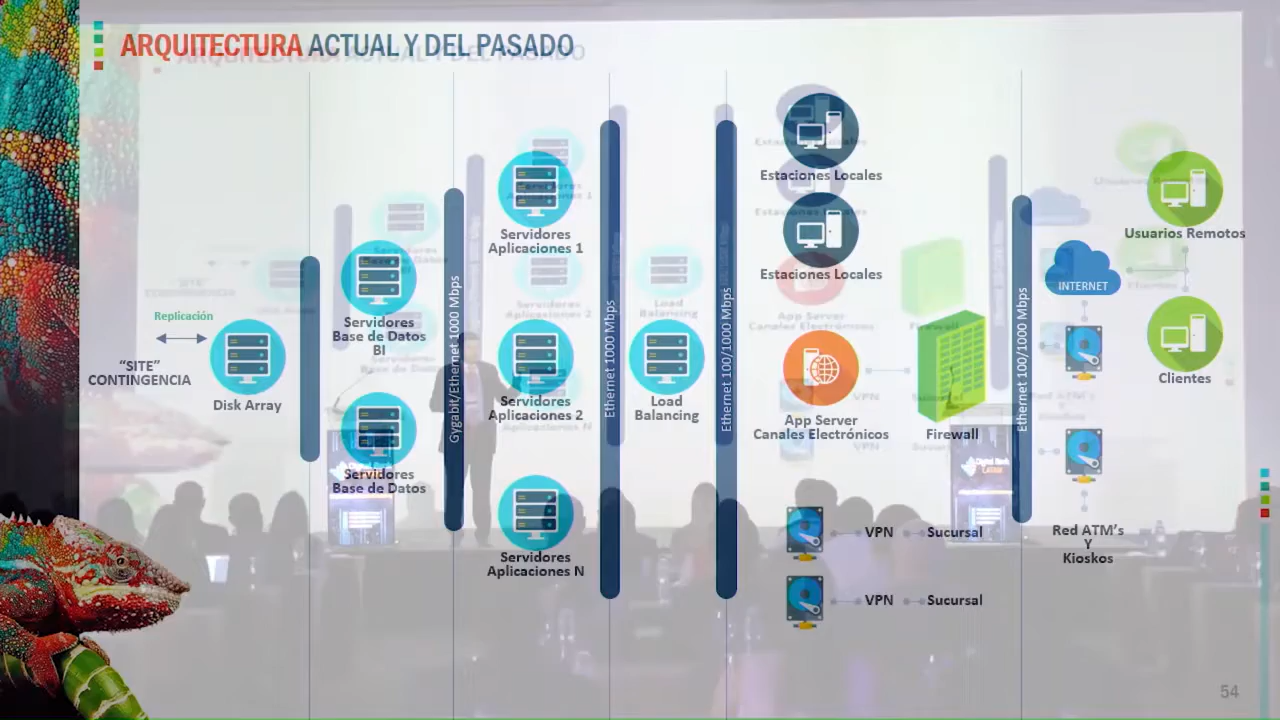 ARQUITECTURA ACTUAL Y DEL PASADO
Replicación
“SITE”
CONTINGENCIA
Disk Array
Servidores
Base de Datos
BI
Servidores
Base de Datos
Gygabit/Ethernet 1000 Mbps
Servidores
Aplicaciones 1
Servidores
Aplicaciones 2
Servidores
Aplicaciones N
Ethernet 1000 Mbps
Load
Balancing
Ethernet 100/1000 Mbps
Estaciones Locales
Estaciones Locales
App Server
Canales Electrónicos
VPN
Sucursal
VPN
Sucursal
Firewall
Ethernet 100/1000 Mbps
INTERNET
Red ATM’s
Y
Kioskos
Usuarios Remotos
Clientes
54